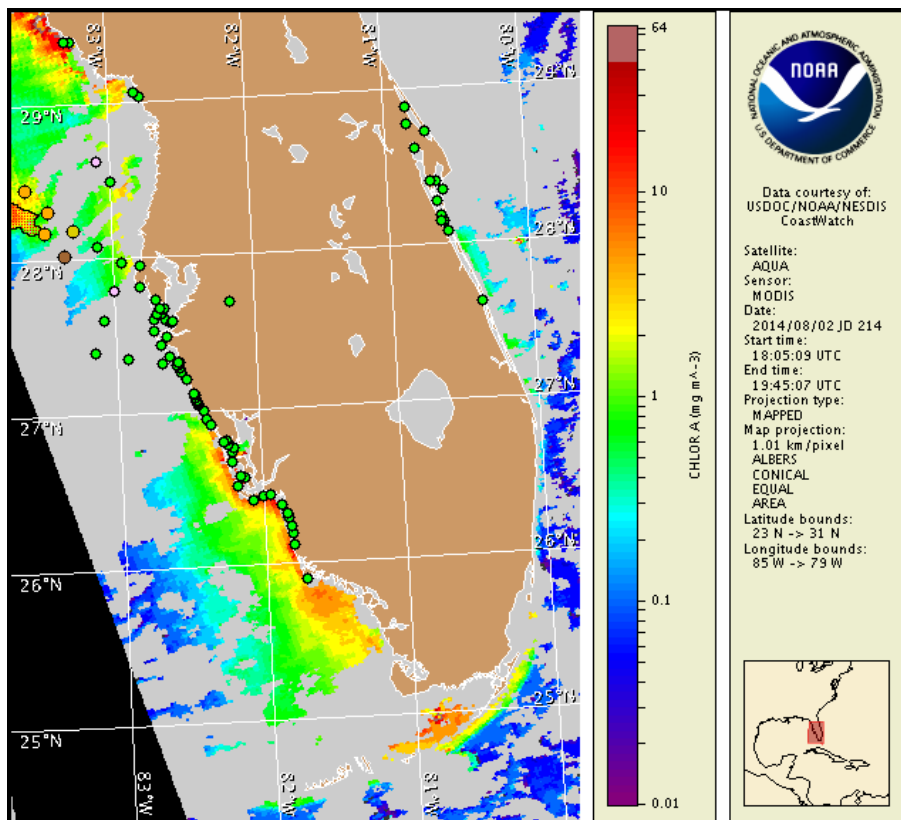 83°W
82°W
81°W
80°W
29°N
29°N
28°N
28°N
27°N
27°N
26°N
26°N
25°N
25°N
83°W
82°W
81°W
64
10
1
0.1
0.01
CHLOR A (mg m^-3)
NATIONAL OCEANIC AND ATMOSPHERIC ADMINISTRATION
NOAA
U.S. DEPARTMENT OF COMMERCE
Data courtesy of:
USDOC/NOAA/NESDIS
CoastWatch
Satellite:
AQUA
Sensor:
MODIS
Date:
2014/08/02 JD 214
Start time:
18:05:09 UTC
End time:
19:45:07 UTC
Projection type:
MAPPED
Map projection:
1.01 km/pixel
ALBERS
CONICAL
EQUAL
AREA
Latitude bounds:
23 N -> 31 N
Longitude bounds:
85 W -> 79 W